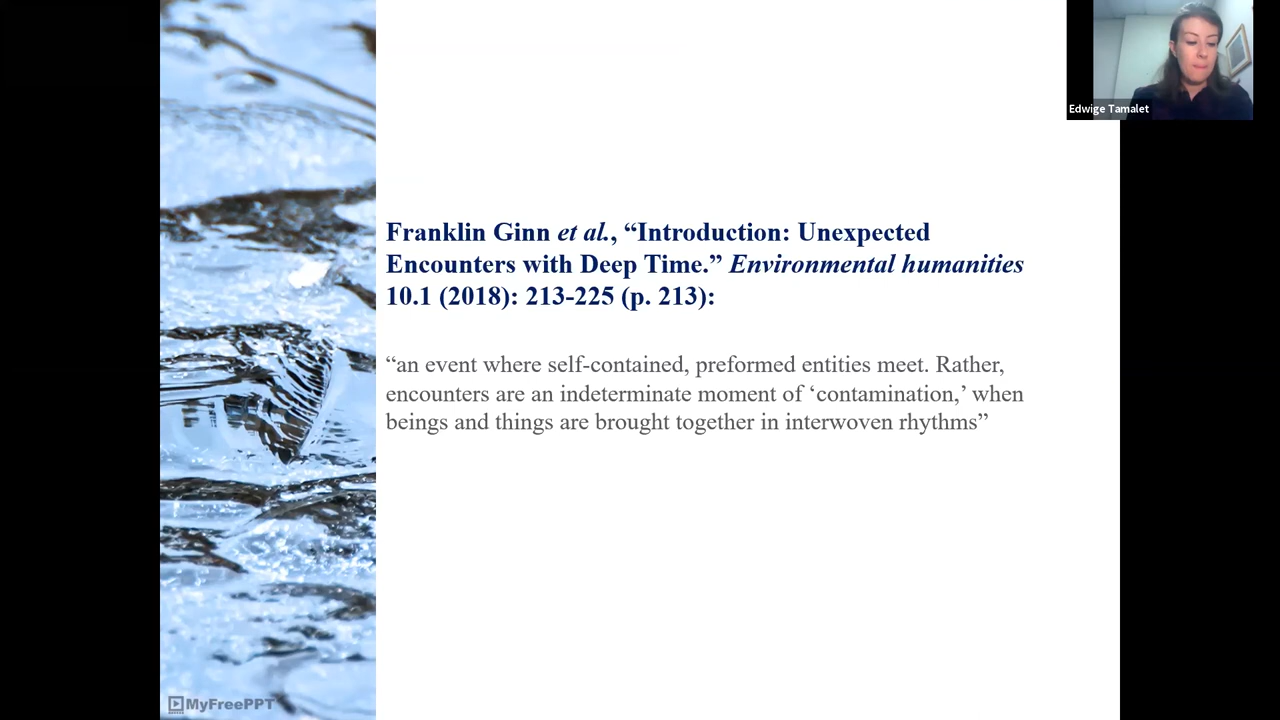 Edwige Tamalet
Franklin Ginn et al., “Introduction: Unexpected
Encounters with Deep Time.” Environmental humanities
10.1 (2018): 213-225 (p. 213):
“an event where self-contained, preformed entities meet. Rather,
encounters are an indeterminate moment of ‘contamination,’ when
beings and things are brought together in interwoven rhythms”
MyFreePPT